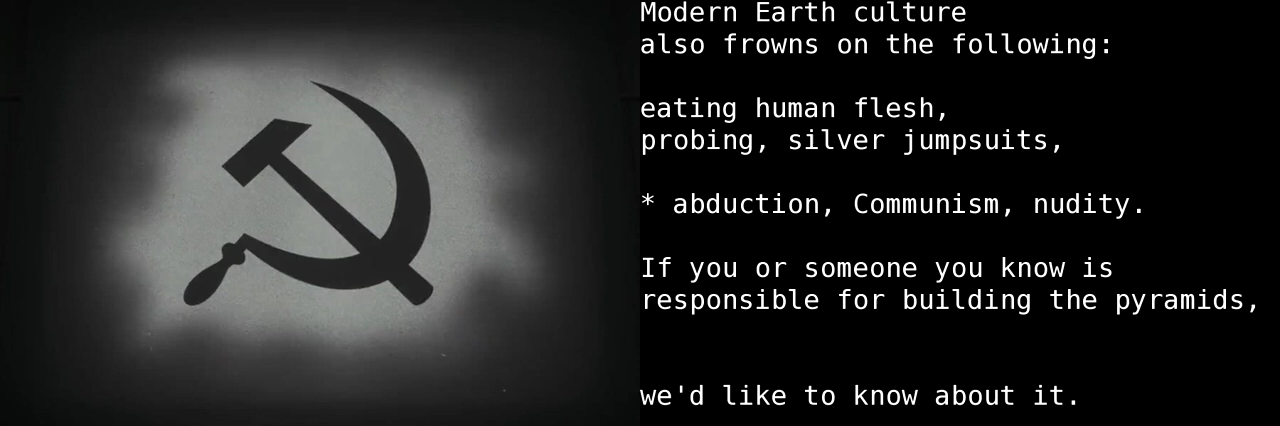 Modern Earth culture
also frowns on the following:
eating human flesh,
probing, silver jumpsuits,
* abduction, Communism, nudity.
If you or someone you know is
responsible for building the pyramids,
we'd like to know about it.